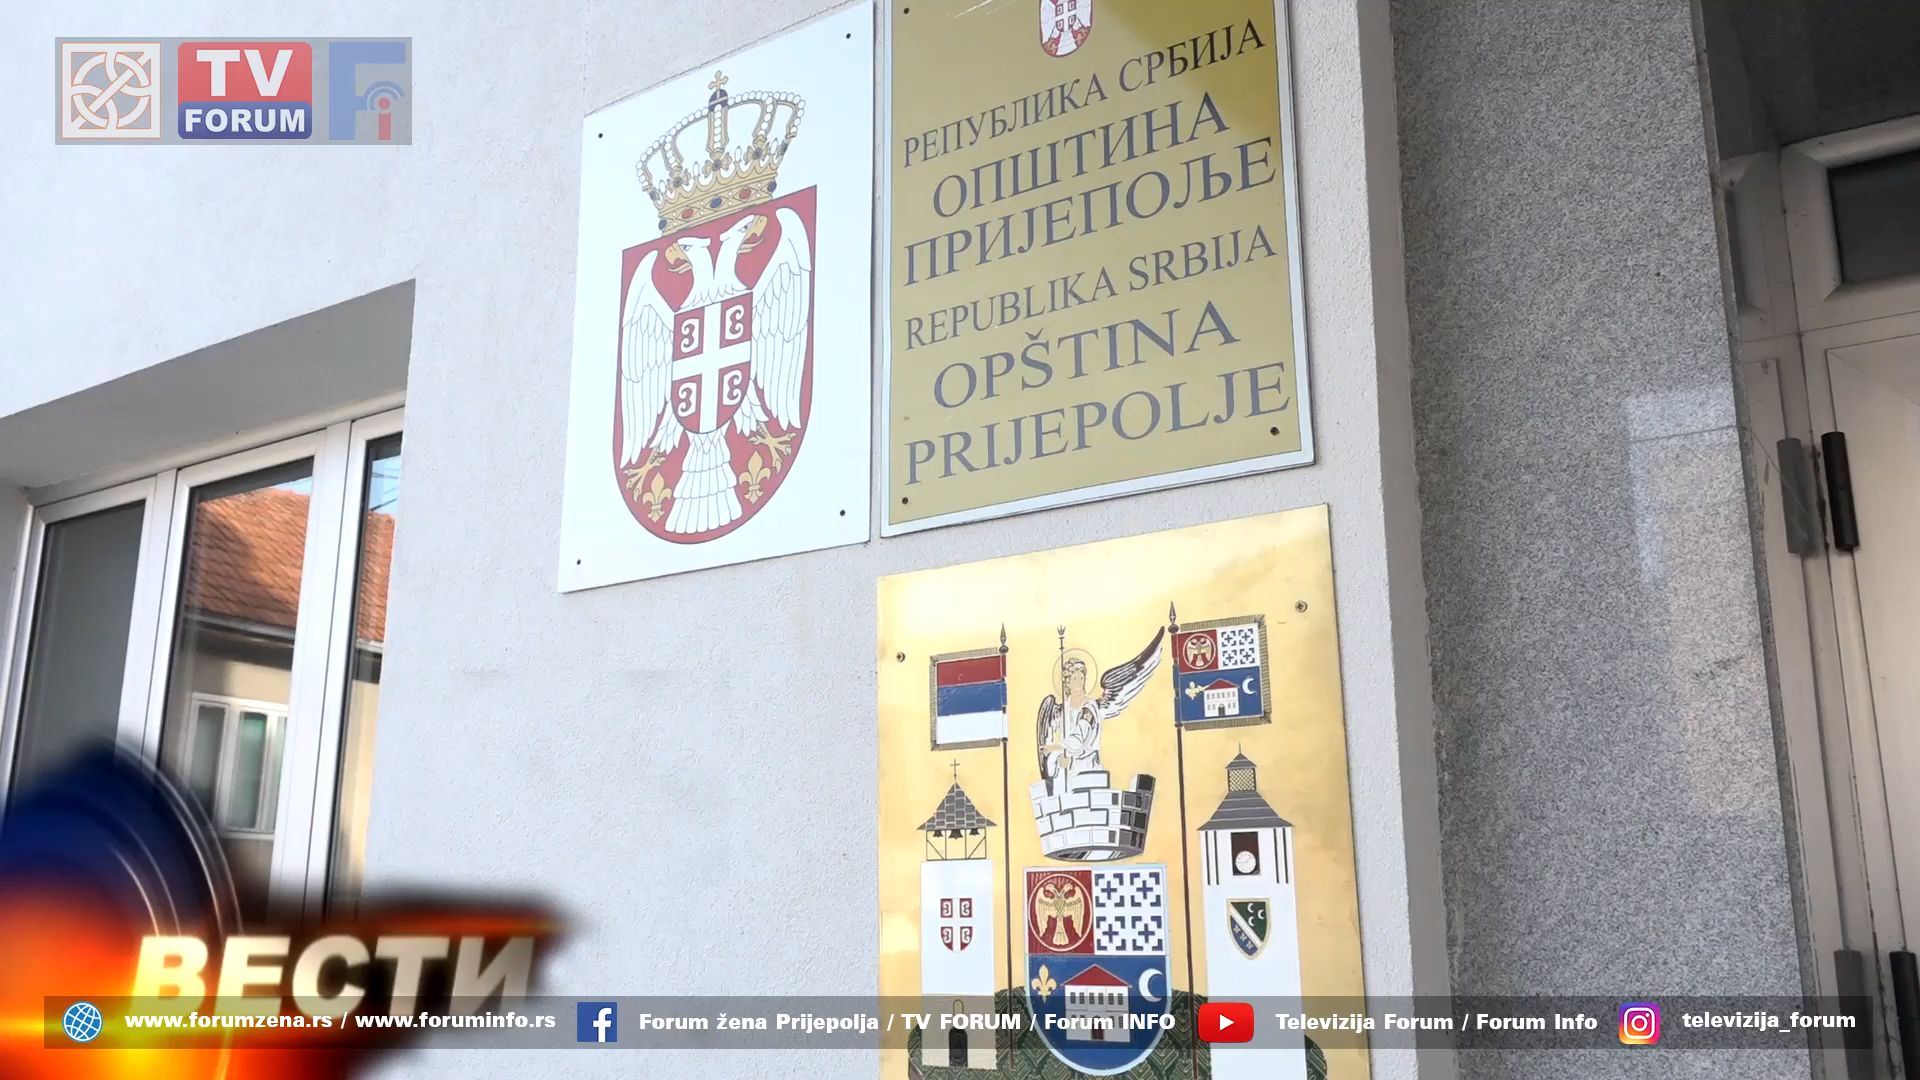 TV
FORUM
Fi
РЕПУБЛИКА СРБИЈА
ОПШТИНА
ПРИЈЕПОЉЕ
REPUBLIKA SRBIJA
OPŠTINA
PRIJEPOLJE
ВЕСТИ
www.forumzena.rs / www.foruminfo.rs
Forum žena Prijepolja / TV FORUM / Forum INFO
Televizija Forum / Forum Info
televizija_forum